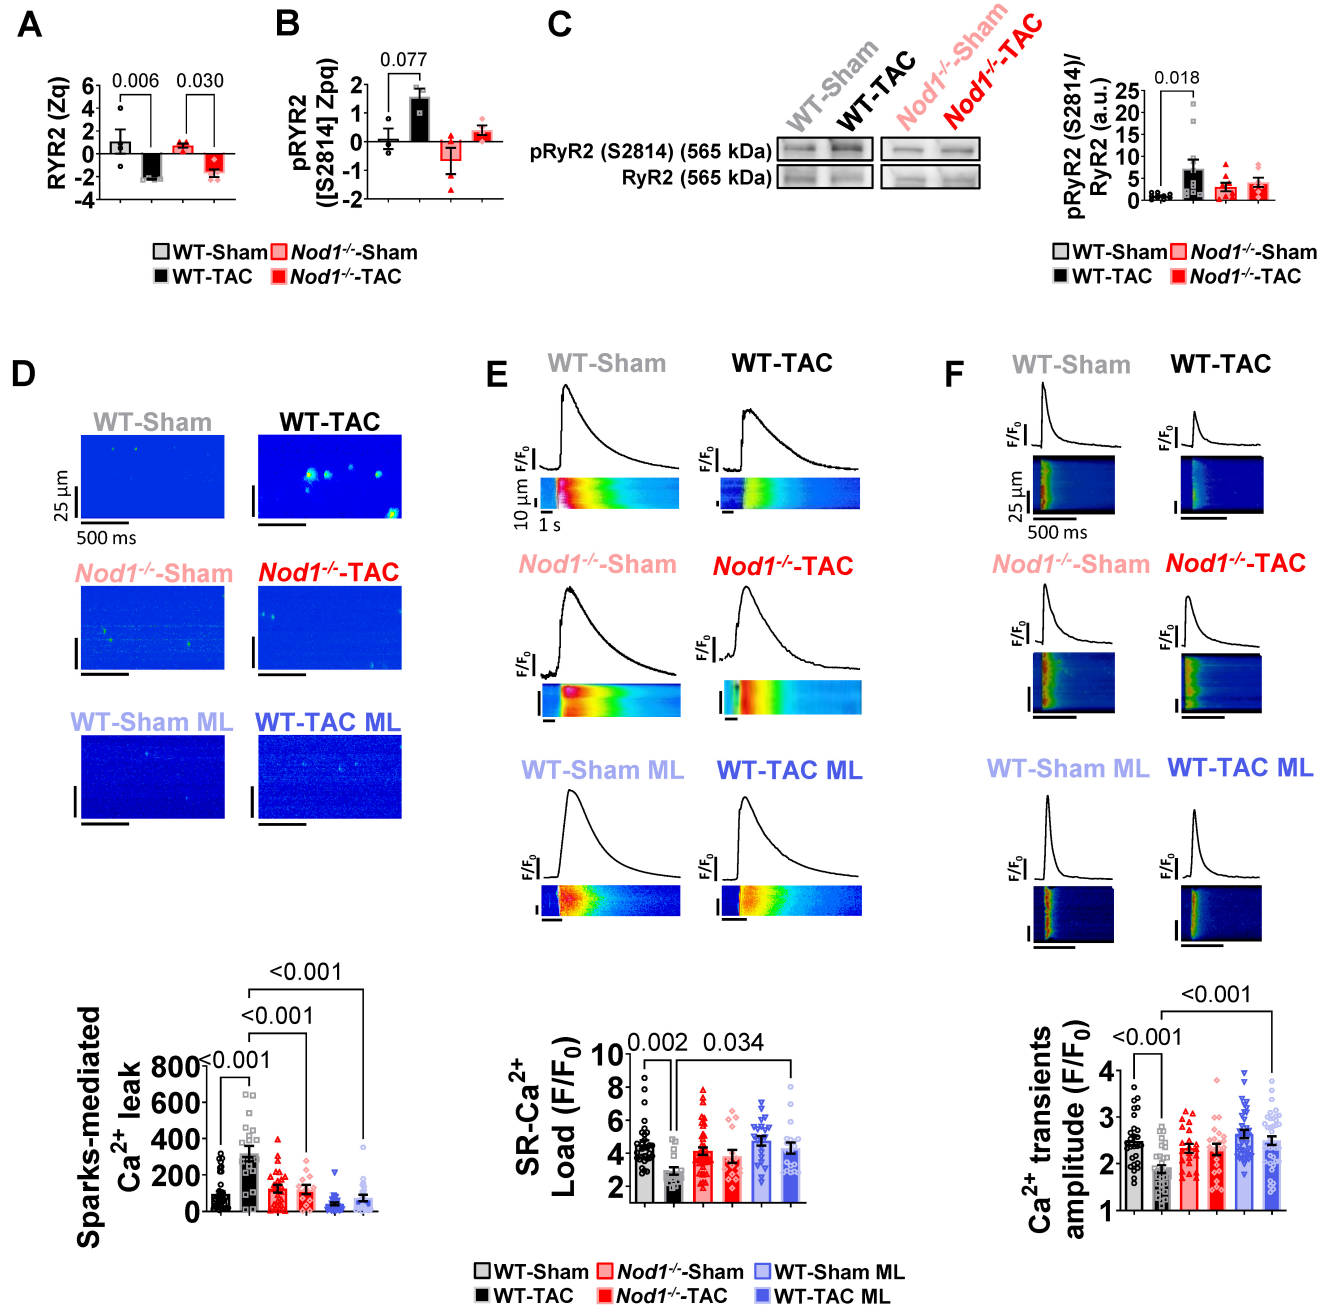 A
RYR2 (Zq)
6
4
2
0
-2
-4
0.006
0.030
B
pRYR2
([S2814] Zpq)
2
1
0
-1
-2
0.077
WT-Sham
Nod1-/--Sham
WT-TAC
Nod1-/--TAC
C
WT-Sham
WT-TAC
Nod1-/--Sham
Nod1-/--TAC
pRyR2 (S2814) (565 kDa)
RyR2 (565 kDa)
pRyR2 (S2814)/
RyR2 (a.u.)
25
20
15
10
5
0
0.018
WT-Sham
Nod1-/--Sham
WT-TAC
Nod1-/--TAC
D
WT-Sham
WT-TAC
25 µm
500 ms
Nod1-/--Sham
Nod1-/--TAC
WT-Sham ML
WT-TAC ML
Sparks-mediated
Ca2+ leak
800
600
400
200
0
<0.001
<0.001
<0.001
E
WT-Sham
WT-TAC
F/F0
F/F0
10 µm
1 s
Nod1-/--Sham
Nod1-/--TAC
F/F0
F/F0
WT-Sham ML
WT-TAC ML
F/F0
F/F0
SR-Ca2+
Load (F/F0)
10
8
6
4
2
0.002
0.034
F
WT-Sham
WT-TAC
F/F0
F/F0
25 µm
500 ms
Nod1-/--Sham
Nod1-/--TAC
F/F0
F/F0
WT-Sham ML
WT-TAC ML
F/F0
F/F0
Ca2+ transients
amplitude (F/F0)
4
3
2
1
<0.001
<0.001
WT-Sham
Nod1-/--Sham
WT-Sham ML
WT-TAC
Nod1-/--TAC
WT-TAC ML